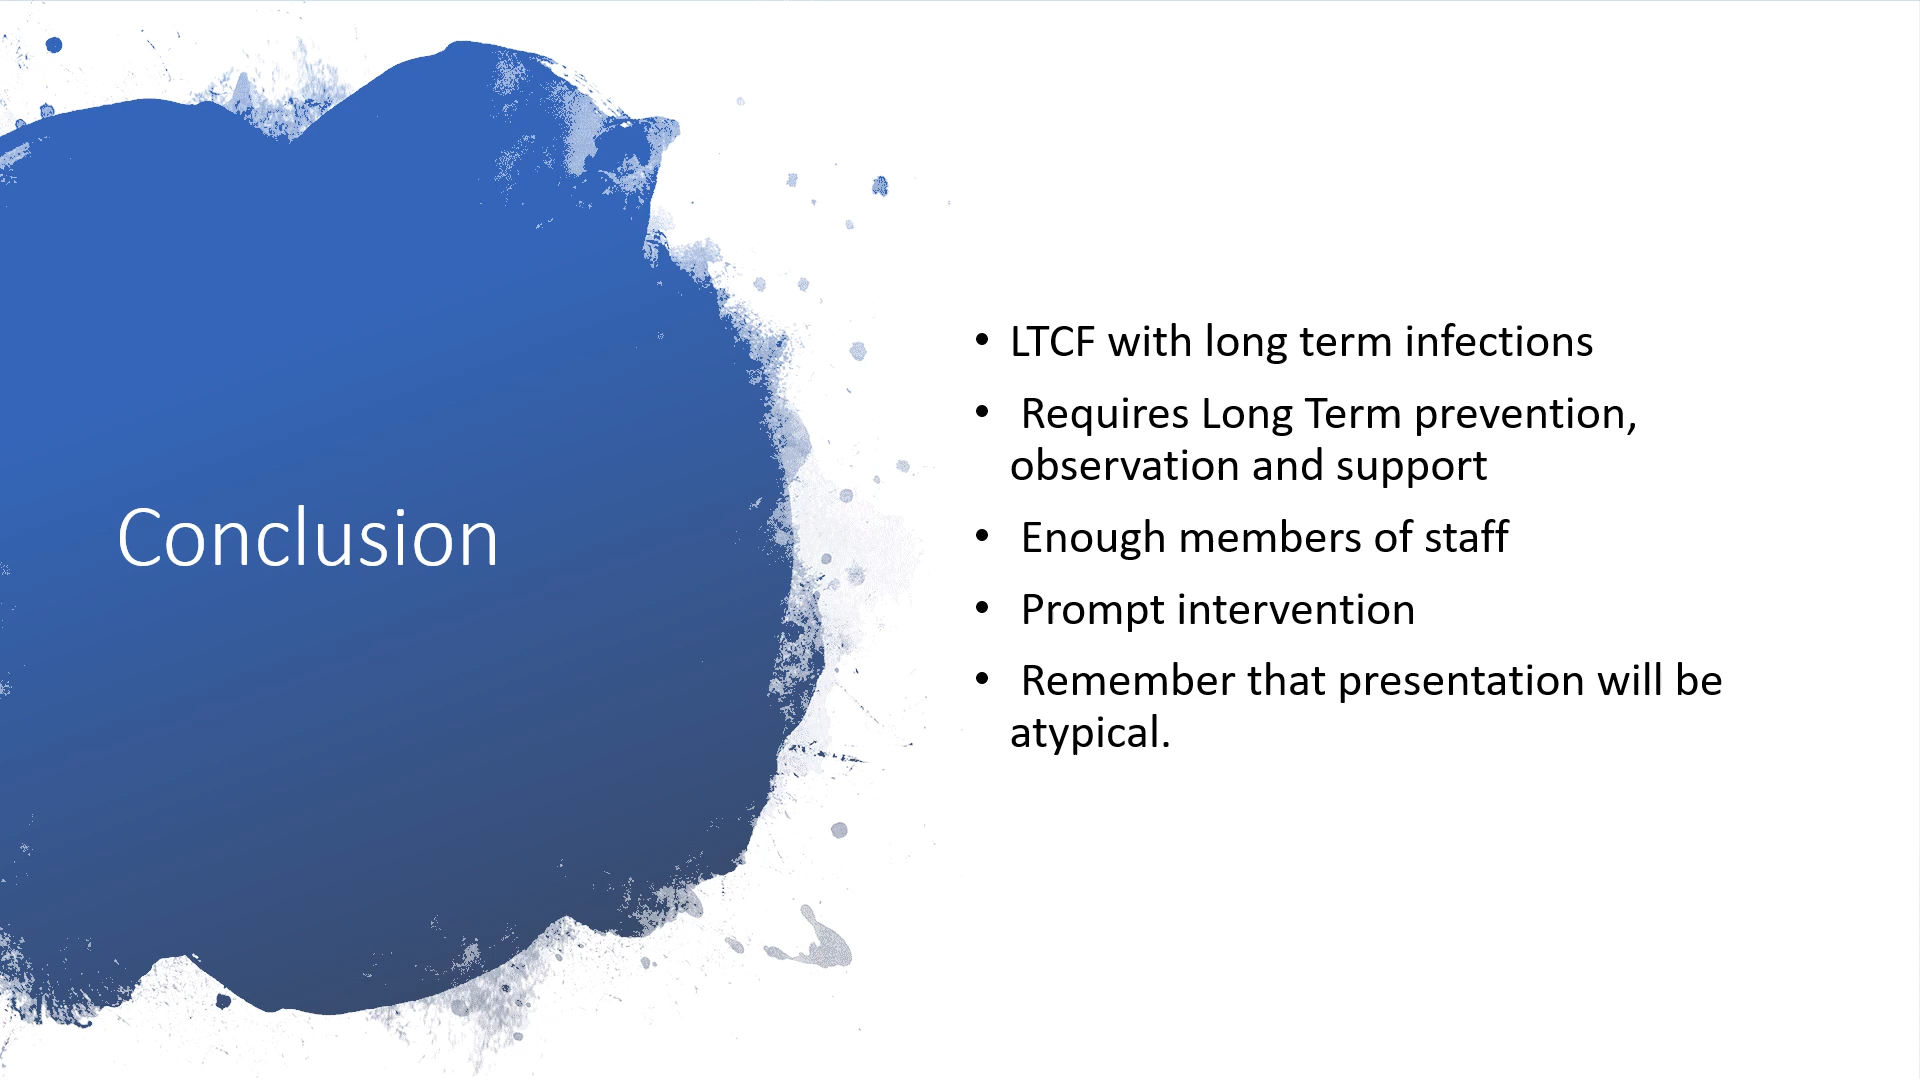 Conclusion
• LTCF with long term infections
• Requires Long Term prevention,
observation and support
• Enough members of staff
• Prompt intervention
• Remember that presentation will be
atypical.